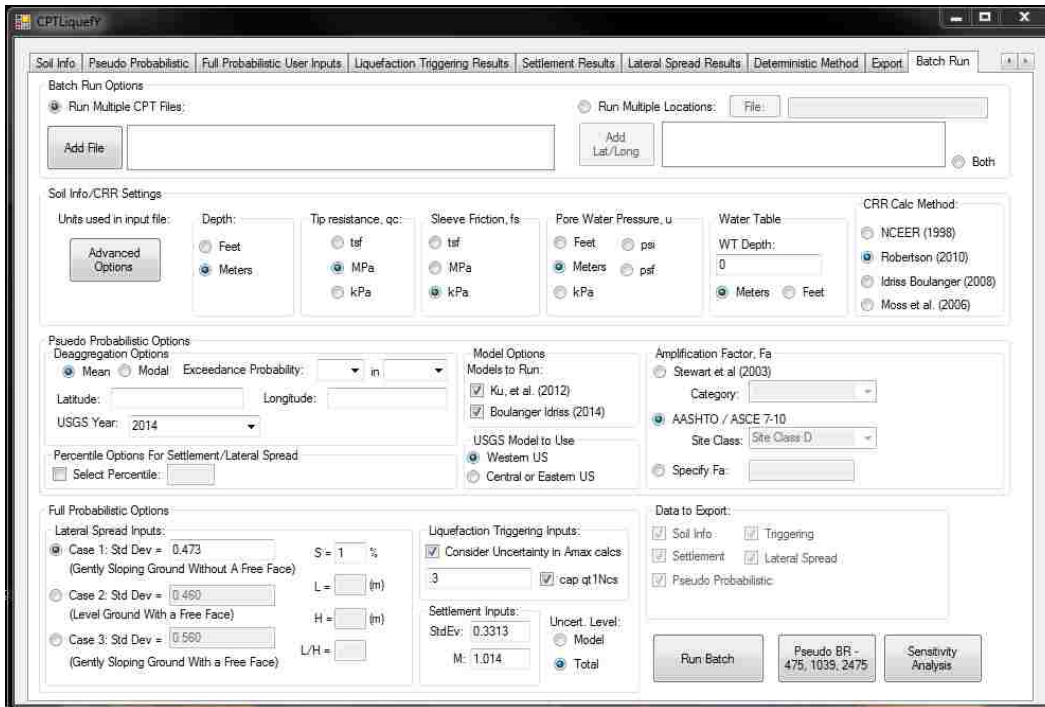 CPTLiquefY
Soil Info Pseudo Probabilistic Full Probabilistic User Inputs Liquefaction Triggering Results Settlement Results Lateral Spread Results Deterministic Method Export Batch Run
Batch Run Options
Run Multiple CPT Files:
Add File
Run Multiple Locations: File:
Add Lat/Long
Both
Soil Info/CRR Settings
Units used in input file:
Advanced Options
Depth:
Feet
Meters
Tip resistance, qc:
tsf
MPa
kPa
Sleeve Friction, fs
tsf
MPa
kPa
Pore Water Pressure, u
Feet psi
Meters psf
kPa
Water Table
WT Depth:
0
Meters Feet
CRR Calc Method:
NCEER (1998)
Robertson (2010)
Idriss Boulanger (2008)
Moss et al. (2006)
Psuedo Probabilistic Options
Deaggregation Options
Mean Modal Exceedance Probability: in
Latitude: Longitude:
USGS Year: 2014
Percentile Options For Settlement/Lateral Spread
Select Percentile:
Model Options
Models to Run:
Ku, et al. (2012)
Boulanger Idriss (2014)
USGS Model to Use
Western US
Central or Eastern US
Amplification Factor, Fa
Stewart et al (2003)
Category:
AASHTO / ASCE 7-10
Site Class: Site Class D
Specify Fa:
Full Probabilistic Options
Lateral Spread Inputs:
Case 1: Std Dev = 0.473
(Gently Sloping Ground Without A Free Face)
Case 2: Std Dev = 0.460
(Level Ground With a Free Face)
Case 3: Std Dev = 0.560
(Gently Sloping Ground With a Free Face)
S = 1 %
L = (m)
H = (m)
L/H =
Liquefaction Triggering Inputs:
Consider Uncertainty in Amax calcs
.3 cap qt1Ncs
Settlement Inputs:
StdEv: 0.3313
M: 1.014
Uncert. Level:
Model
Total
Data to Export:
Soil Info Triggering
Settlement Lateral Spread
Pseudo Probabilistic
Run Batch
Pseudo BR - 475, 1039, 2475
Sensitivity Analysis